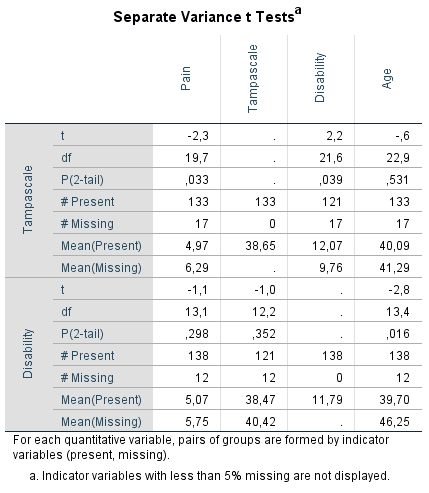 Separate Variance t Tests^a
Pain Tampascale Disability Age
Tampascale
t -2,3 . 2,2 -,6
df 19,7 . 21,6 22,9
P(2-tail) ,033 . ,039 ,531
# Present 133 133 121 133
# Missing 17 0 17 17
Mean(Present) 4,97 38,65 12,07 40,09
Mean(Missing) 6,29 . 9,76 41,29
Disability
t -1,1 -1,0 . -2,8
df 13,1 12,2 . 13,4
P(2-tail) ,298 ,352 . ,016
# Present 138 121 138 138
# Missing 12 12 0 12
Mean(Present) 5,07 38,47 11,79 39,70
Mean(Missing) 5,75 40,42 . 46,25
For each quantitative variable, pairs of groups are formed by indicator
variables (present, missing).
a. Indicator variables with less than 5% missing are not displayed.